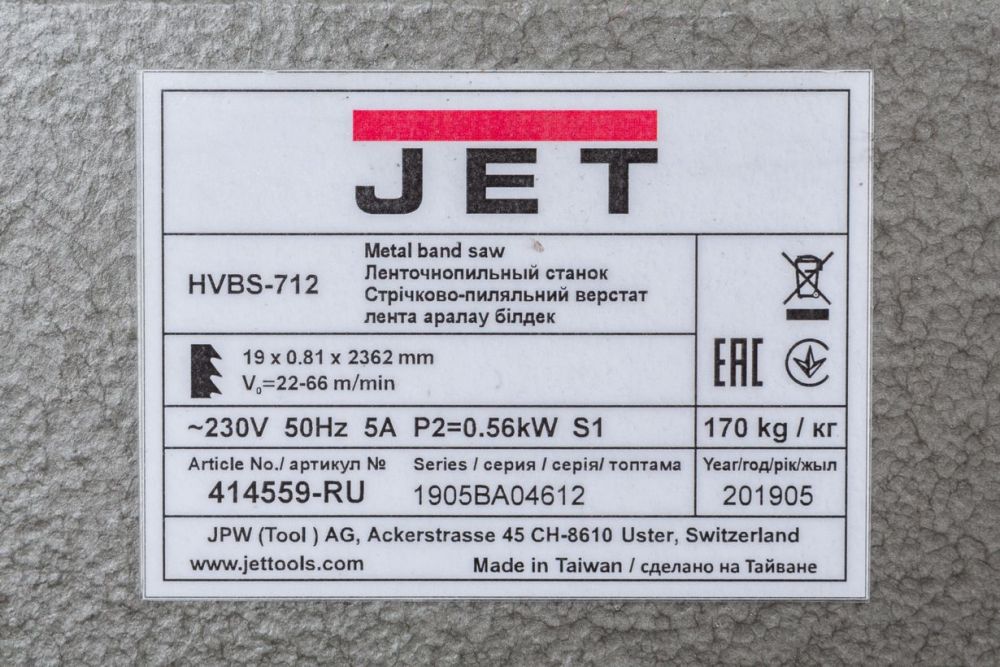 JET
HVBS-712
Metal band saw
Ленточнопильный станок
Стрічково-пиляльний верстат
лента аралау білдек
19 x 0.81 x 2362 mm
V₀=22-66 m/min
EAC
~230V 50Hz 5A P2=0.56kW S1
170 kg / кг
Article No./ артикул №
414559-RU
Series / серия / серія/ топтама
1905BA04612
Year/год/рік/жыл
201905
JPW (Tool ) AG, Ackerstrasse 45 CH-8610 Uster, Switzerland
www.jettools.com
Made in Taiwan / сделано на Тайване